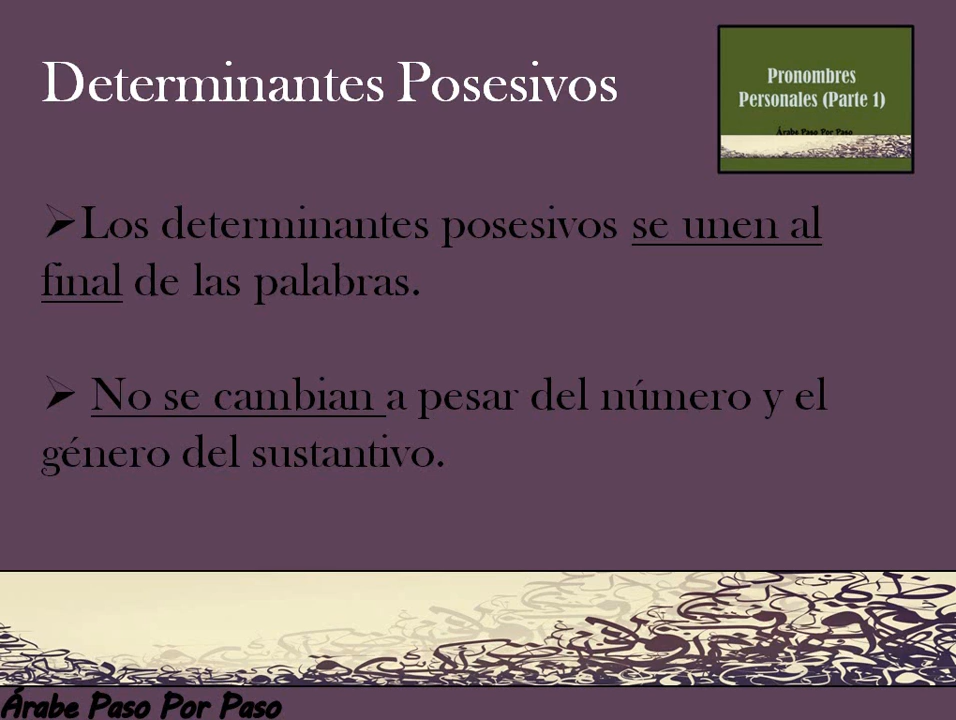 Determinantes Posesivos
Pronombres
Personales (Parte 1)
Árabe Paso Por Paso
➢Los determinantes posesivos se unen al
final de las palabras.
➢ No se cambian a pesar del número y el
género del sustantivo.
Árabe Paso Por Paso